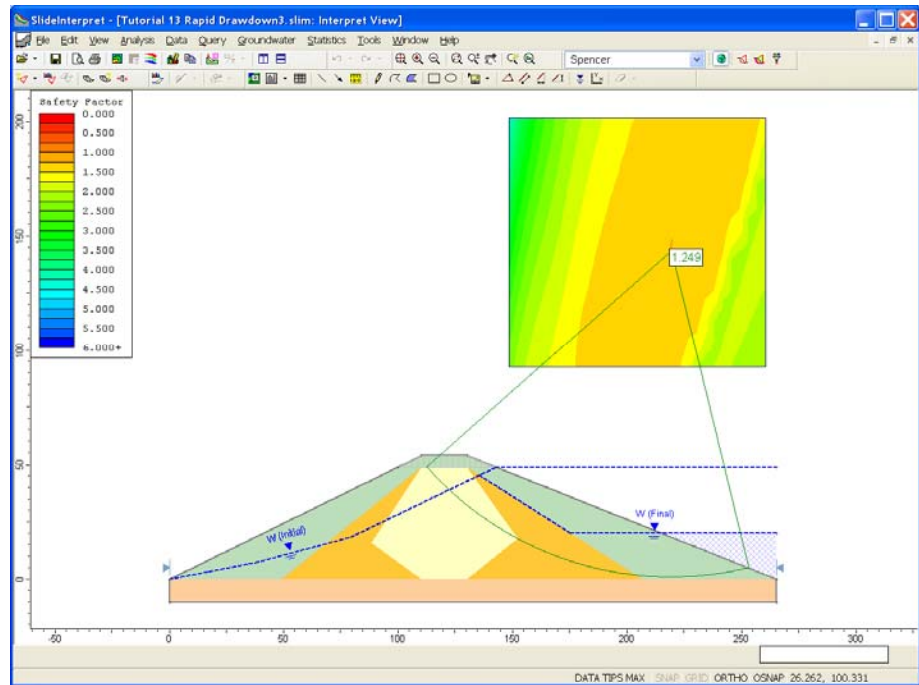 SlideInterpret - [Tutorial 13 Rapid Drawdown3.slim: Interpret View]
File Edit View Analysis Data Query Groundwater Statistics Tools Window Help
Spencer
Safety Factor
0.000
0.500
1.000
1.500
2.000
2.500
3.000
3.500
4.000
4.500
5.000
5.500
6.000+
200
150
100
50
0
1.249
W (Initial)
W (Final)
-50 0 50 100 150 200 250 300
DATA TIPS MAX SNAP GRID ORTHO OSNAP 26.262, 100.331